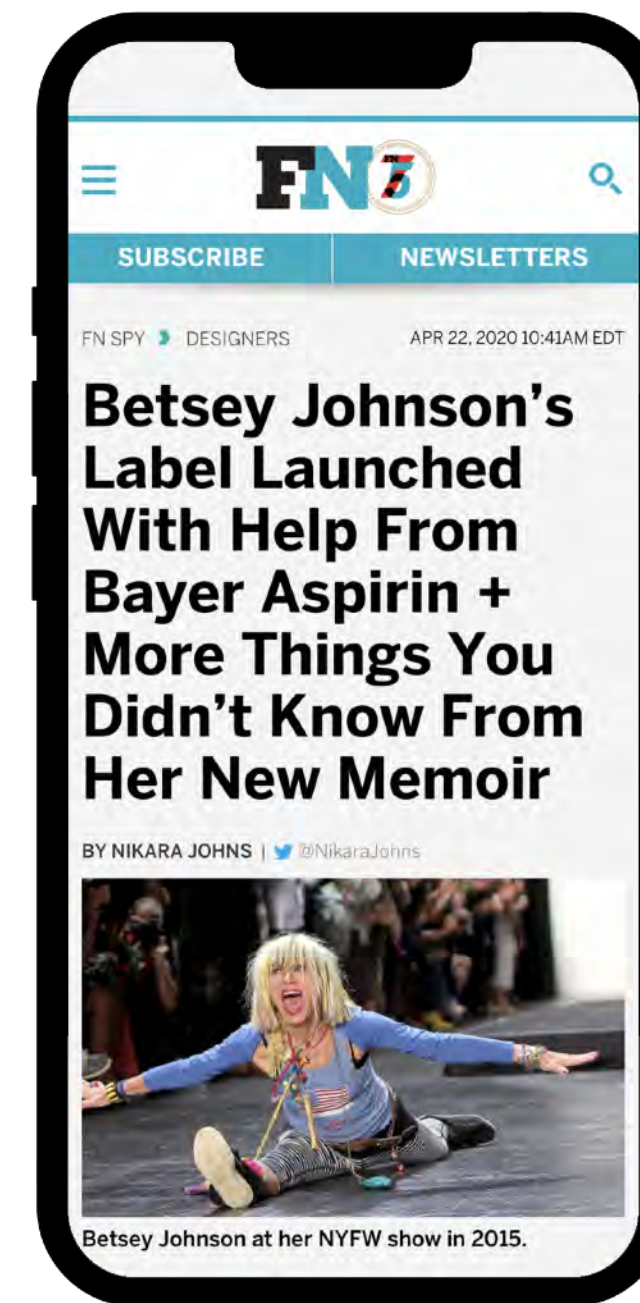 FN
FN
75
SUBSCRIBE NEWSLETTERS
FN SPY DESIGNERS APR 22, 2020 10:41AM EDT
Betsey Johnson’s
Label Launched
With Help From
Bayer Aspirin +
More Things You
Didn’t Know From
Her New Memoir
BY NIKARA JOHNS | @NikaraJohns
Betsey Johnson at her NYFW show in 2015.